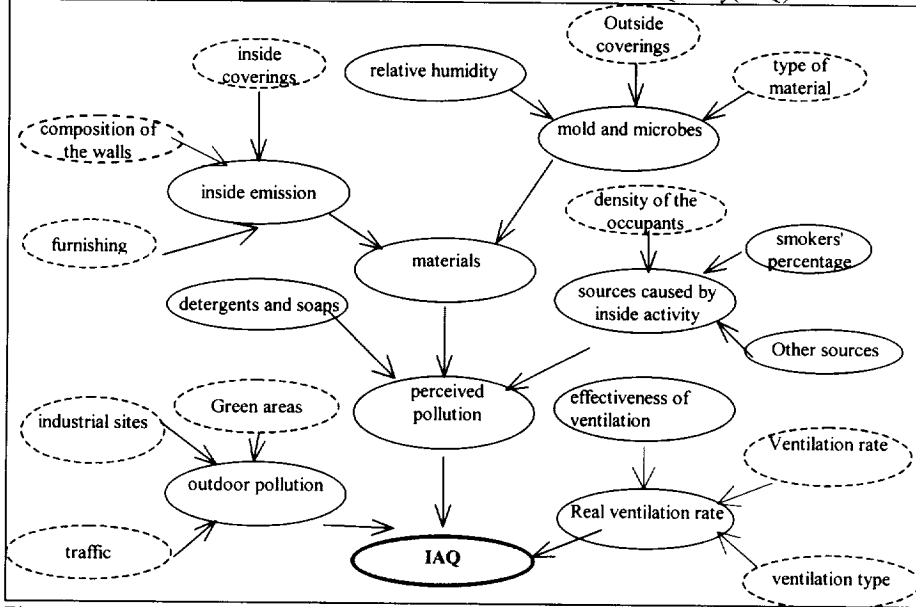 inside
coverings
relative humidity
Outside
coverings
type of
material
composition of
the walls
mold and microbes
inside emission
density of the
occupants
furnishing
materials
smokers'
percentage
detergents and soaps
sources caused by
inside activity
Other sources
perceived
pollution
effectiveness of
ventilation
Green areas
industrial sites
Ventilation rate
outdoor pollution
Real ventilation rate
traffic
IAQ
ventilation type